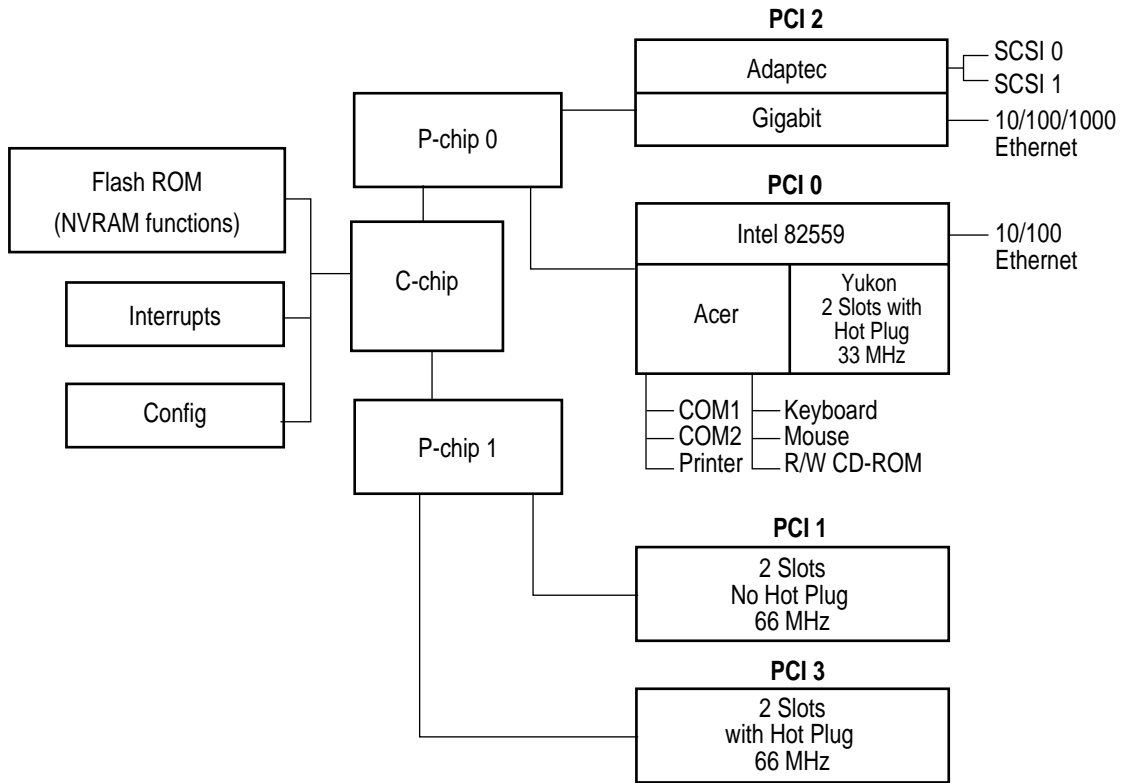 PCI 2
Adaptec
SCSI 0
SCSI 1
Gigabit
10/100/1000
Ethernet
P-chip 0
Flash ROM
(NVRAM functions)
PCI 0
Intel 82559
10/100
Ethernet
C-chip
Acer
Yukon
2 Slots with
Hot Plug
33 MHz
Interrupts
Config
COM1
COM2
Printer
Keyboard
Mouse
R/W CD-ROM
P-chip 1
PCI 1
2 Slots
No Hot Plug
66 MHz
PCI 3
2 Slots
with Hot Plug
66 MHz